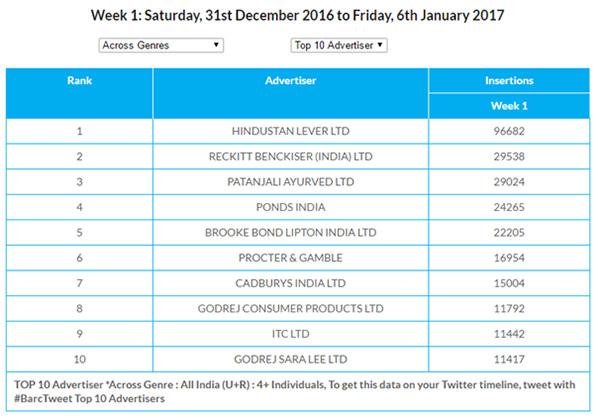 Week 1: Saturday, 31st December 2016 to Friday, 6th January 2017
Across Genres Top 10 Advertiser
Rank Advertiser Insertions
Week 1
1 HINDUSTAN LEVER LTD 96682
2 RECKITT BENCKISER (INDIA) LTD 29538
3 PATANJALI AYURVED LTD 29024
4 PONDS INDIA 24265
5 BROOKE BOND LIPTON INDIA LTD 22205
6 PROCTER & GAMBLE 16954
7 CADBURYS INDIA LTD 15004
8 GODREJ CONSUMER PRODUCTS LTD 11792
9 ITC LTD 11442
10 GODREJ SARA LEE LTD 11417
TOP 10 Advertiser *Across Genre : All India (U+R) : 4+ Individuals, To get this data on your Twitter timeline, tweet with
#BarcTweet Top 10 Advertisers